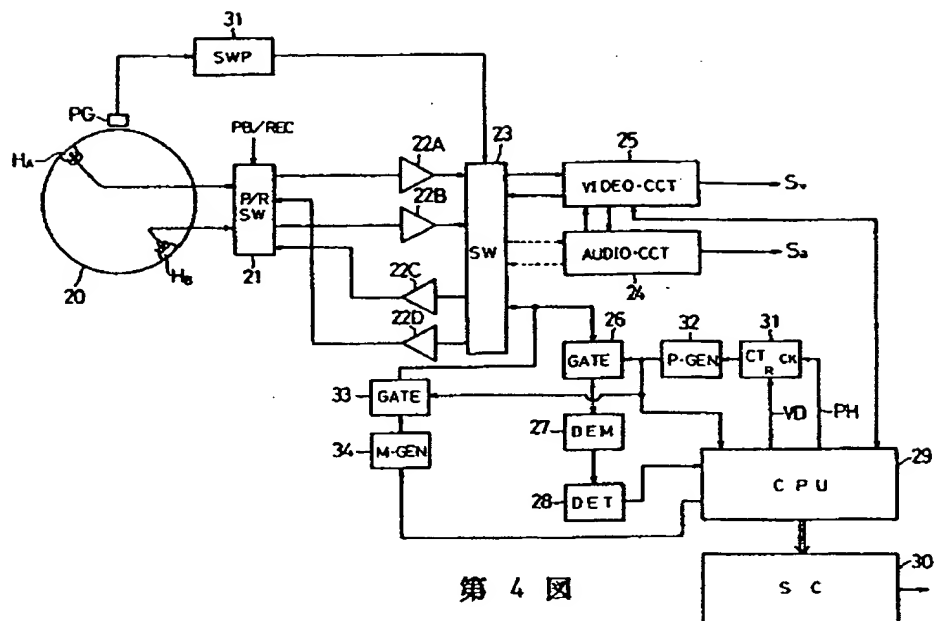 31
SWP
PG
HA
PB/REC
22A
23
25
VIDEO-CCT
Sv
P/R
SW
22B
SW
21
AUDIO-CCT
Sa
24
20
HB
22C
22D
26
32
31
GATE
P-GEN
CT
R
CK
33
GATE
27
VD
PH
34
M-GEN
DEM
29
CPU
28
DET
30
SC
第 4 図